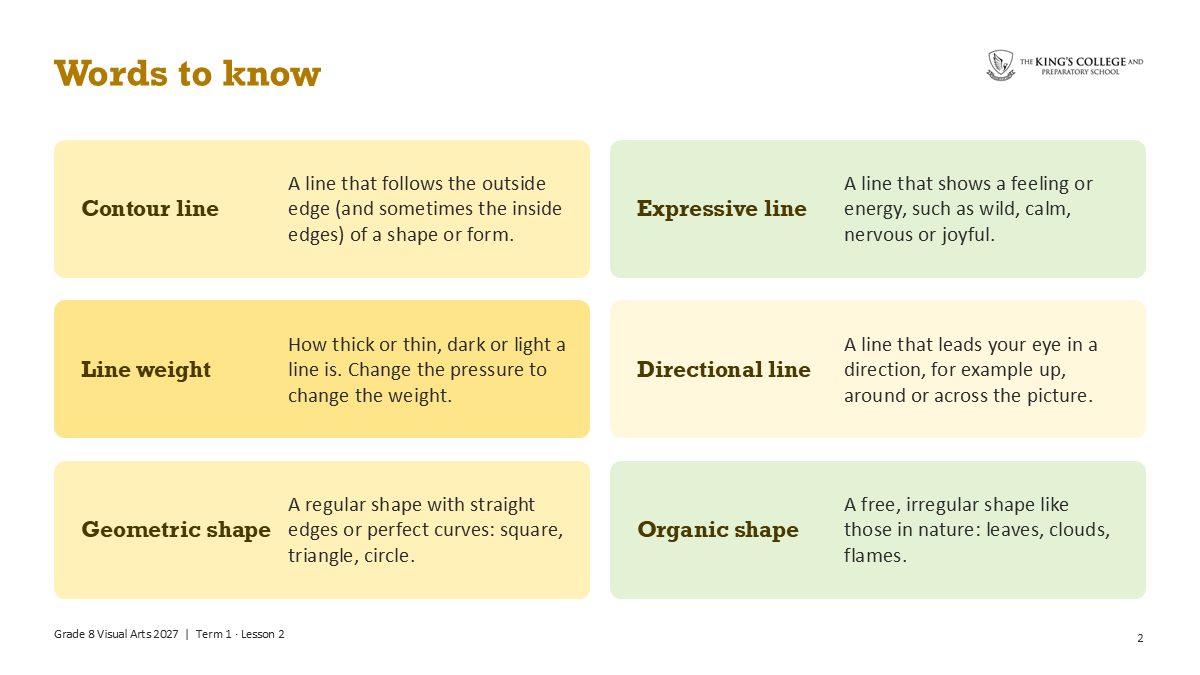 Words to know
THE KING'S COLLEGE AND
PREPARATORY SCHOOL
Contour line
A line that follows the outside
edge (and sometimes the inside
edges) of a shape or form.
Expressive line
A line that shows a feeling or
energy, such as wild, calm,
nervous or joyful.
Line weight
How thick or thin, dark or light a
line is. Change the pressure to
change the weight.
Directional line
A line that leads your eye in a
direction, for example up,
around or across the picture.
Geometric shape
A regular shape with straight
edges or perfect curves: square,
triangle, circle.
Organic shape
A free, irregular shape like
those in nature: leaves, clouds,
flames.
Grade 8 Visual Arts 2027 | Term 1 · Lesson 2
2